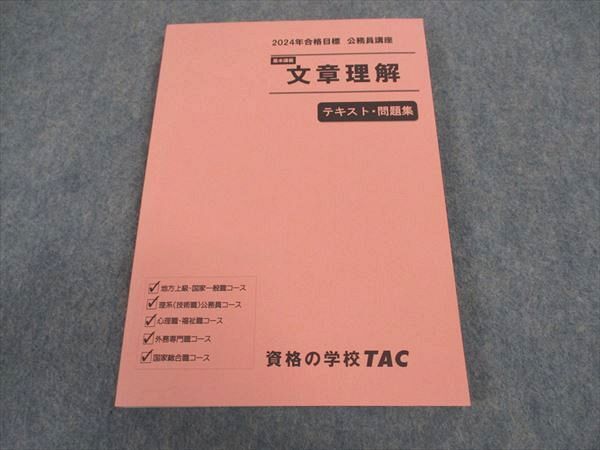 2024年合格目標 公務員講座
基本講義
文章理解
テキスト・問題集
地方上級・国家一般職コース
理系(技術職)公務員コース
心理職・福祉職コース
外務専門職コース
国家総合職コース
資格の学校TAC